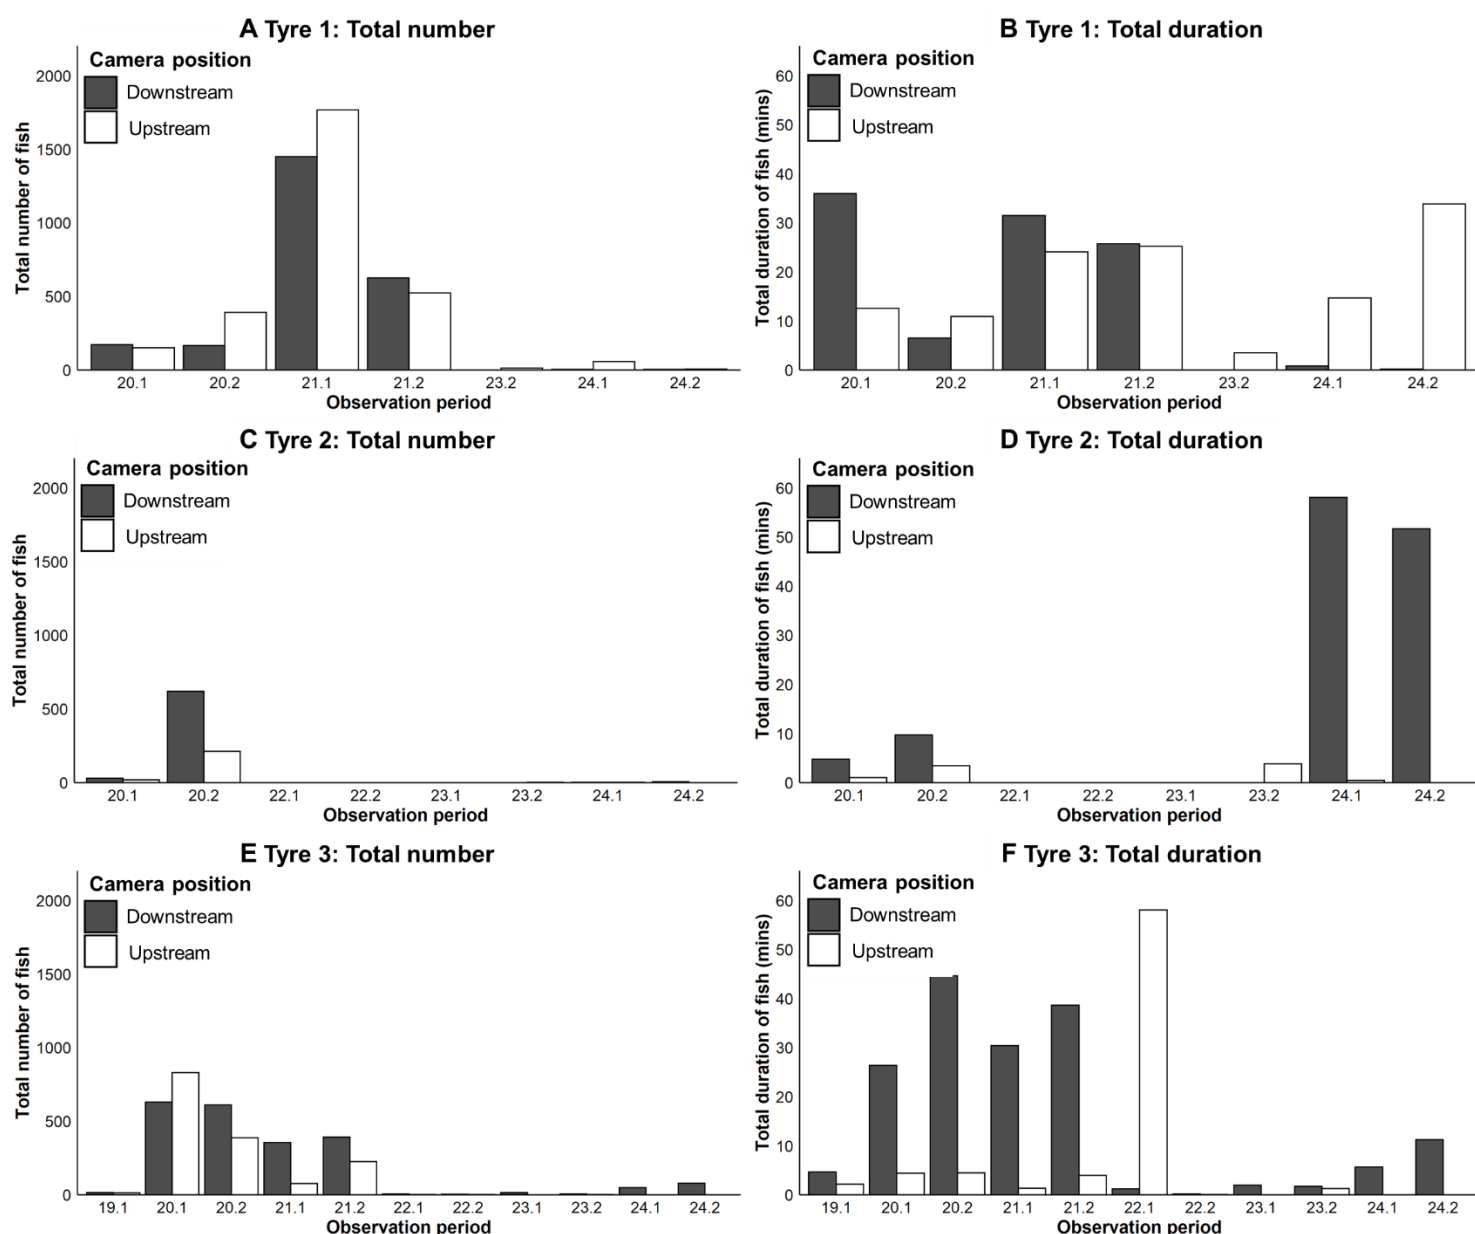 A Tyre 1: Total number
Camera position
Downstream
Upstream
Total number of fish
2000
1500
1000
500
0
20.1 20.2 21.1 21.2 23.2 24.1 24.2
Observation period
B Tyre 1: Total duration
Camera position
Downstream
Upstream
Total duration of fish (mins)
60
50
40
30
20
10
0
20.1 20.2 21.1 21.2 23.2 24.1 24.2
Observation period
C Tyre 2: Total number
Camera position
Downstream
Upstream
Total number of fish
2000
1500
1000
500
0
20.1 20.2 22.1 22.2 23.1 23.2 24.1 24.2
Observation period
D Tyre 2: Total duration
Camera position
Downstream
Upstream
Total duration of fish (mins)
60
50
40
30
20
10
0
20.1 20.2 22.1 22.2 23.1 23.2 24.1 24.2
Observation period
E Tyre 3: Total number
Camera position
Downstream
Upstream
Total number of fish
2000
1500
1000
500
0
19.1 20.1 20.2 21.1 21.2 22.1 22.2 23.1 23.2 24.1 24.2
Observation period
F Tyre 3: Total duration
Camera position
Downstream
Upstream
Total duration of fish (mins)
60
50
40
30
20
10
0
19.1 20.1 20.2 21.1 21.2 22.1 22.2 23.1 23.2 24.1 24.2
Observation period